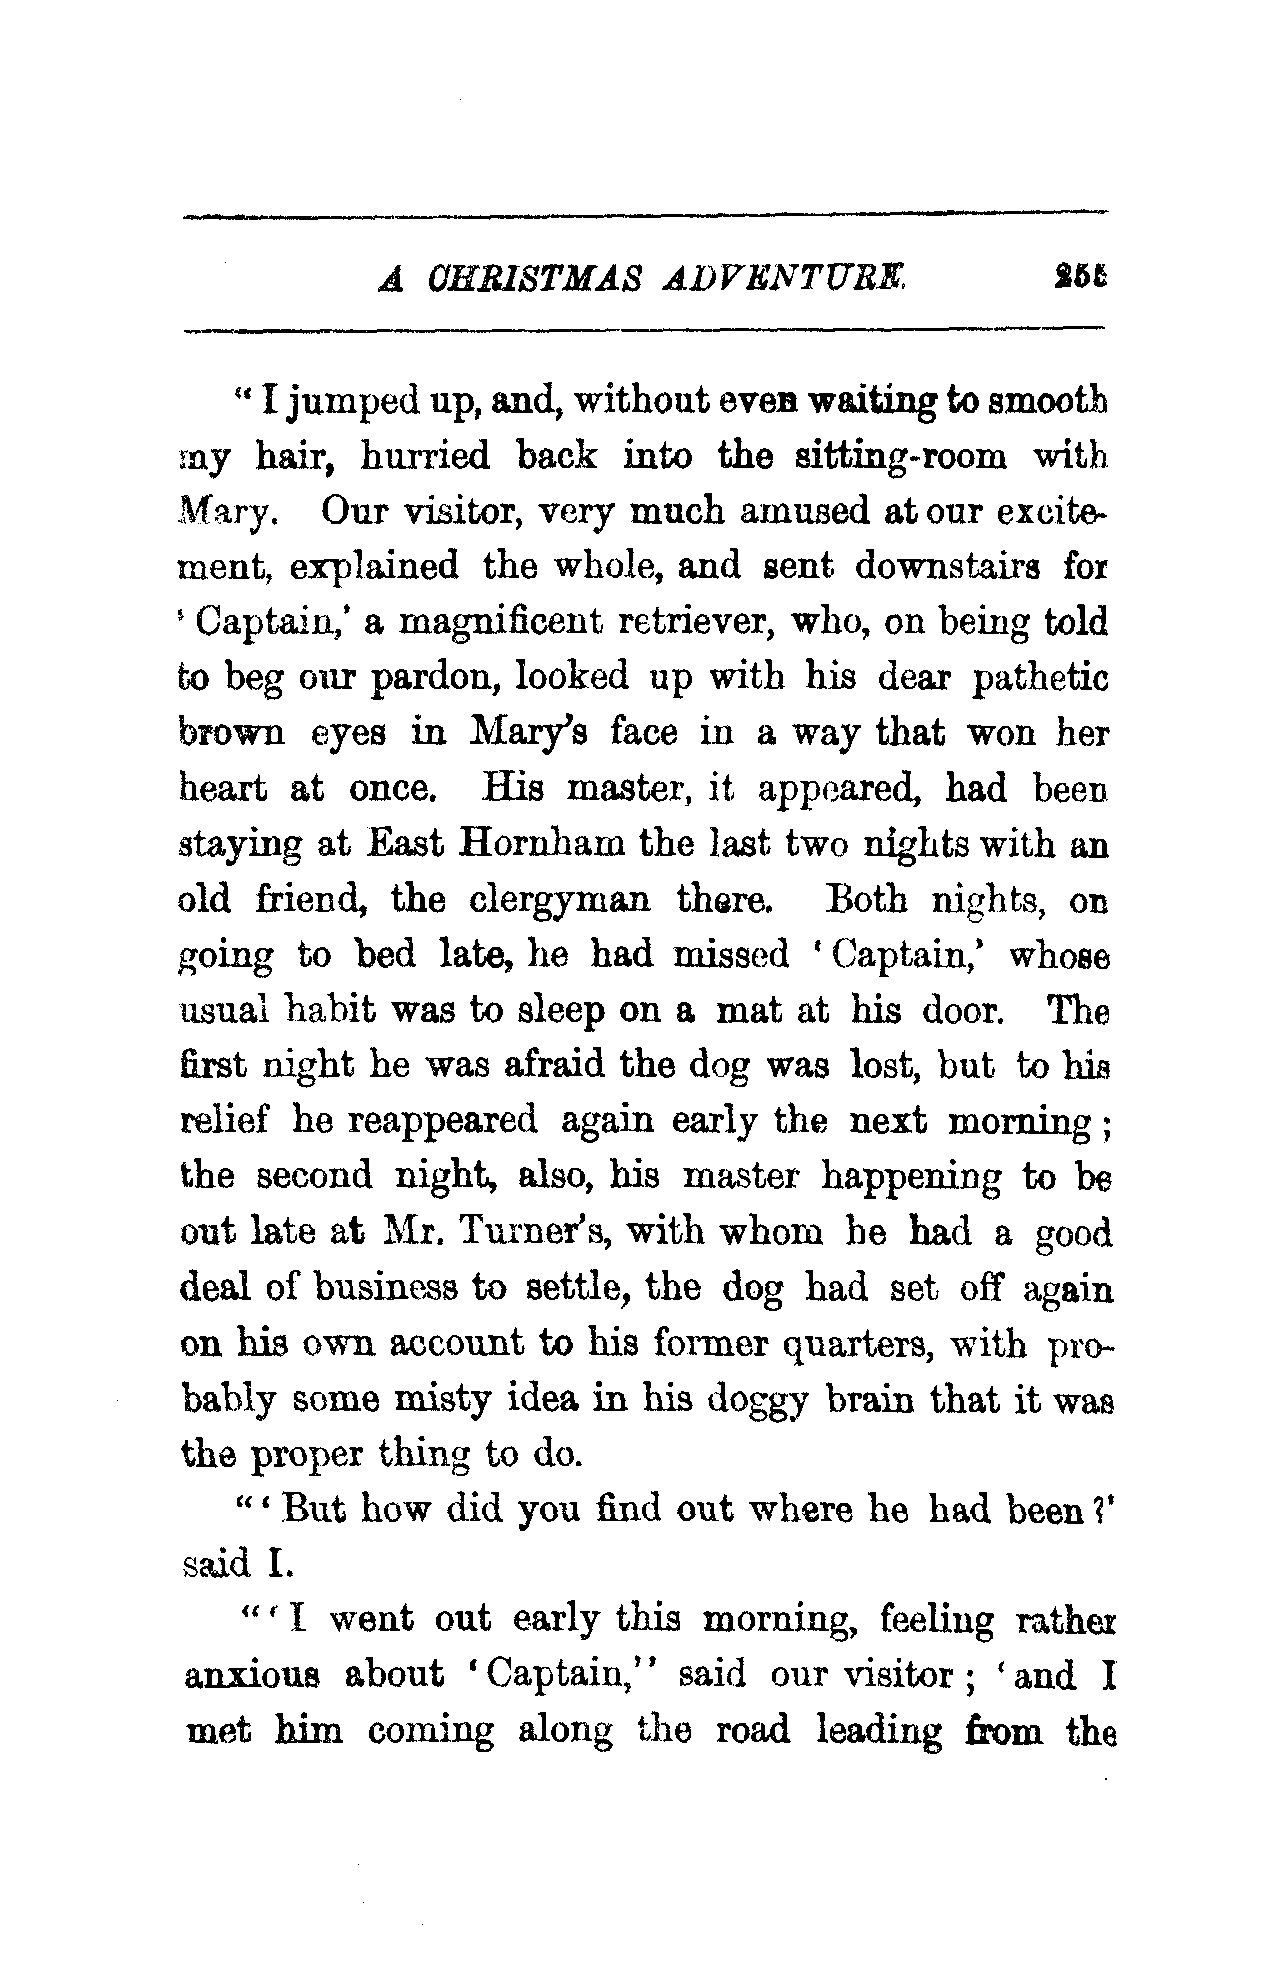 A CHRISTMAS ADVENTURE. 255
“ I jumped up, and, without even waiting to smooth
my hair, hurried back into the sitting-room with
Mary. Our visitor, very much amused at our excite-
ment, explained the whole, and sent downstairs for
‘ Captain,’ a magnificent retriever, who, on being told
to beg our pardon, looked up with his dear pathetic
brown eyes in Mary’s face in a way that won her
heart at once. His master, it appeared, had been
staying at East Hornham the last two nights with an
old friend, the clergyman there. Both nights, on
going to bed late, he had missed ‘ Captain,’ whose
usual habit was to sleep on a mat at his door. The
first night he was afraid the dog was lost, but to his
relief he reappeared again early the next morning ;
the second night, also, his master happening to be
out late at Mr. Turner’s, with whom he had a good
deal of business to settle, the dog had set off again
on his own account to his former quarters, with pro-
bably some misty idea in his doggy brain that it was
the proper thing to do.
“ ‘ But how did you find out where he had been ?’
said I.
“ ‘ I went out early this morning, feeling rather
anxious about ‘ Captain,’ ’ said our visitor ; ‘ and I
met him coming along the road leading from the